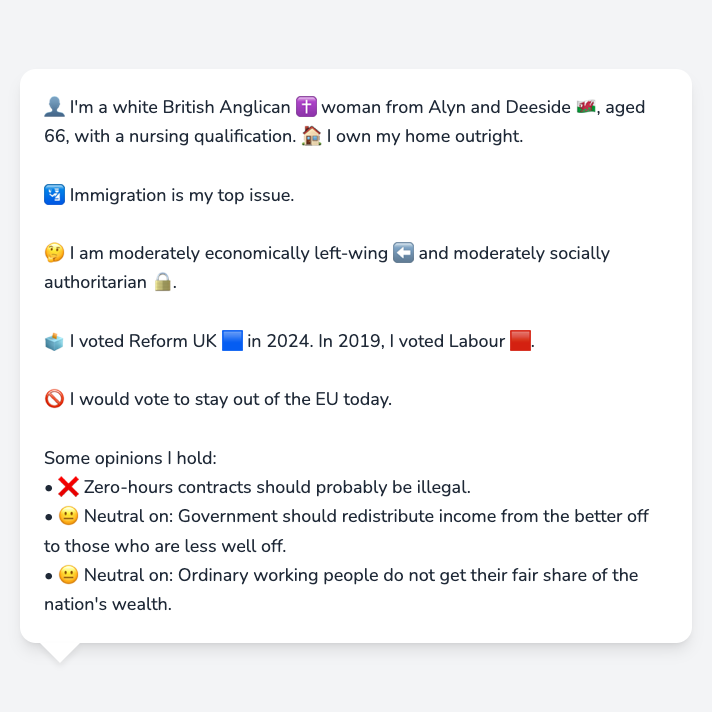 👤 I'm a white British Anglican ✝️ woman from Alyn and Deeside 🏴󠁧󠁢󠁷󠁬󠁳󠁿, aged
66, with a nursing qualification. 🏠 I own my home outright.
🛂 Immigration is my top issue.
🤔 I am moderately economically left-wing ⬅️ and moderately socially
authoritarian 🔒.
🗳️ I voted Reform UK 🟦 in 2024. In 2019, I voted Labour 🟥.
🚫 I would vote to stay out of the EU today.
Some opinions I hold:
• ❌ Zero-hours contracts should probably be illegal.
• 😐 Neutral on: Government should redistribute income from the better off
to those who are less well off.
• 😐 Neutral on: Ordinary working people do not get their fair share of the
nation's wealth.